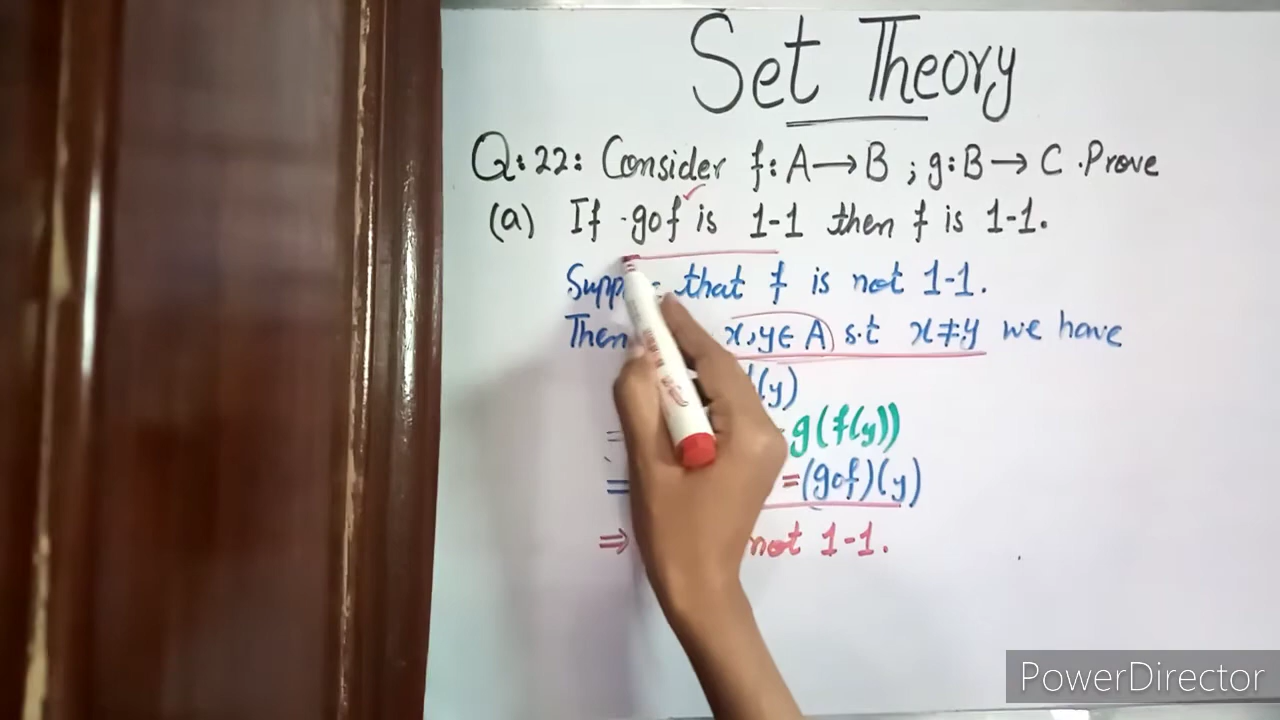 Set Theory
Q:22: Consider f:A→B ; g:B→C. Prove
(a) If gof is 1-1 then f is 1-1.
that f is not 1-1.
Then x,y∈A s.t x≠y we have
(y)
g(f(y))
=(gof)(y)
⇒ not 1-1.
PowerDirector